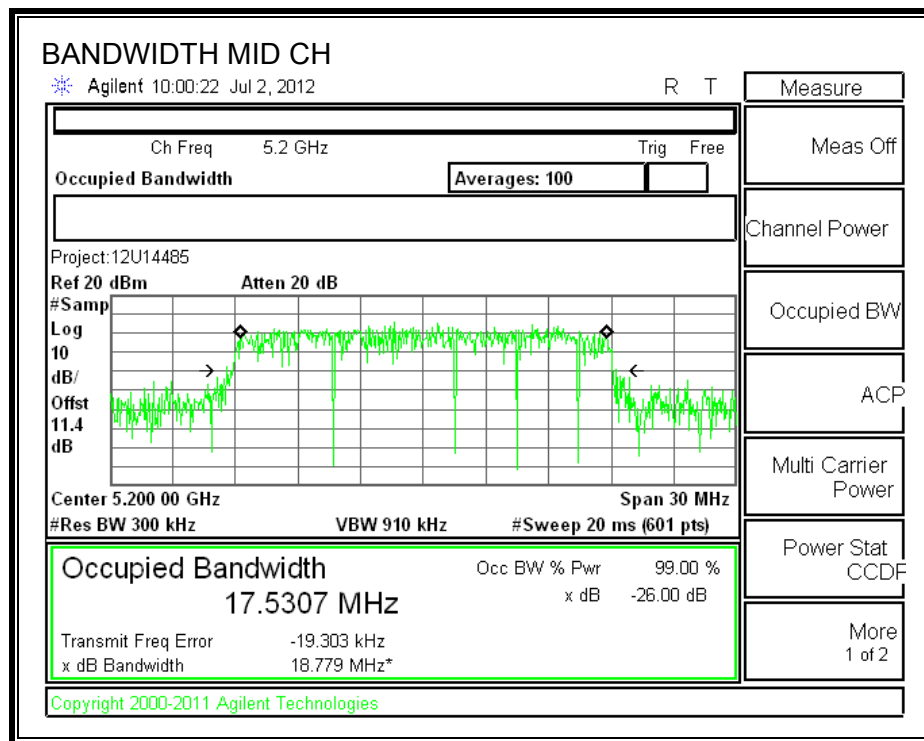 BANDWIDTH MID CH
Agilent 10:00:22 Jul 2, 2012 R T
Measure
Ch Freq 5.2 GHz Trig Free
Meas Off
Occupied Bandwidth Averages: 100
Channel Power
Project:12U14485
Ref 20 dBm Atten 20 dB
#Samp
Log
10
dB/
Offst
11.4
dB
Occupied BW
ACP
Multi Carrier
Power
Center 5.200 00 GHz Span 30 MHz
#Res BW 300 kHz VBW 910 kHz #Sweep 20 ms (601 pts)
Power Stat
CCDF
Occupied Bandwidth Occ BW % Pwr 99.00 %
17.5307 MHz x dB -26.00 dB
Transmit Freq Error -19.303 kHz
x dB Bandwidth 18.779 MHz*
More
1 of 2
Copyright 2000-2011 Agilent Technologies